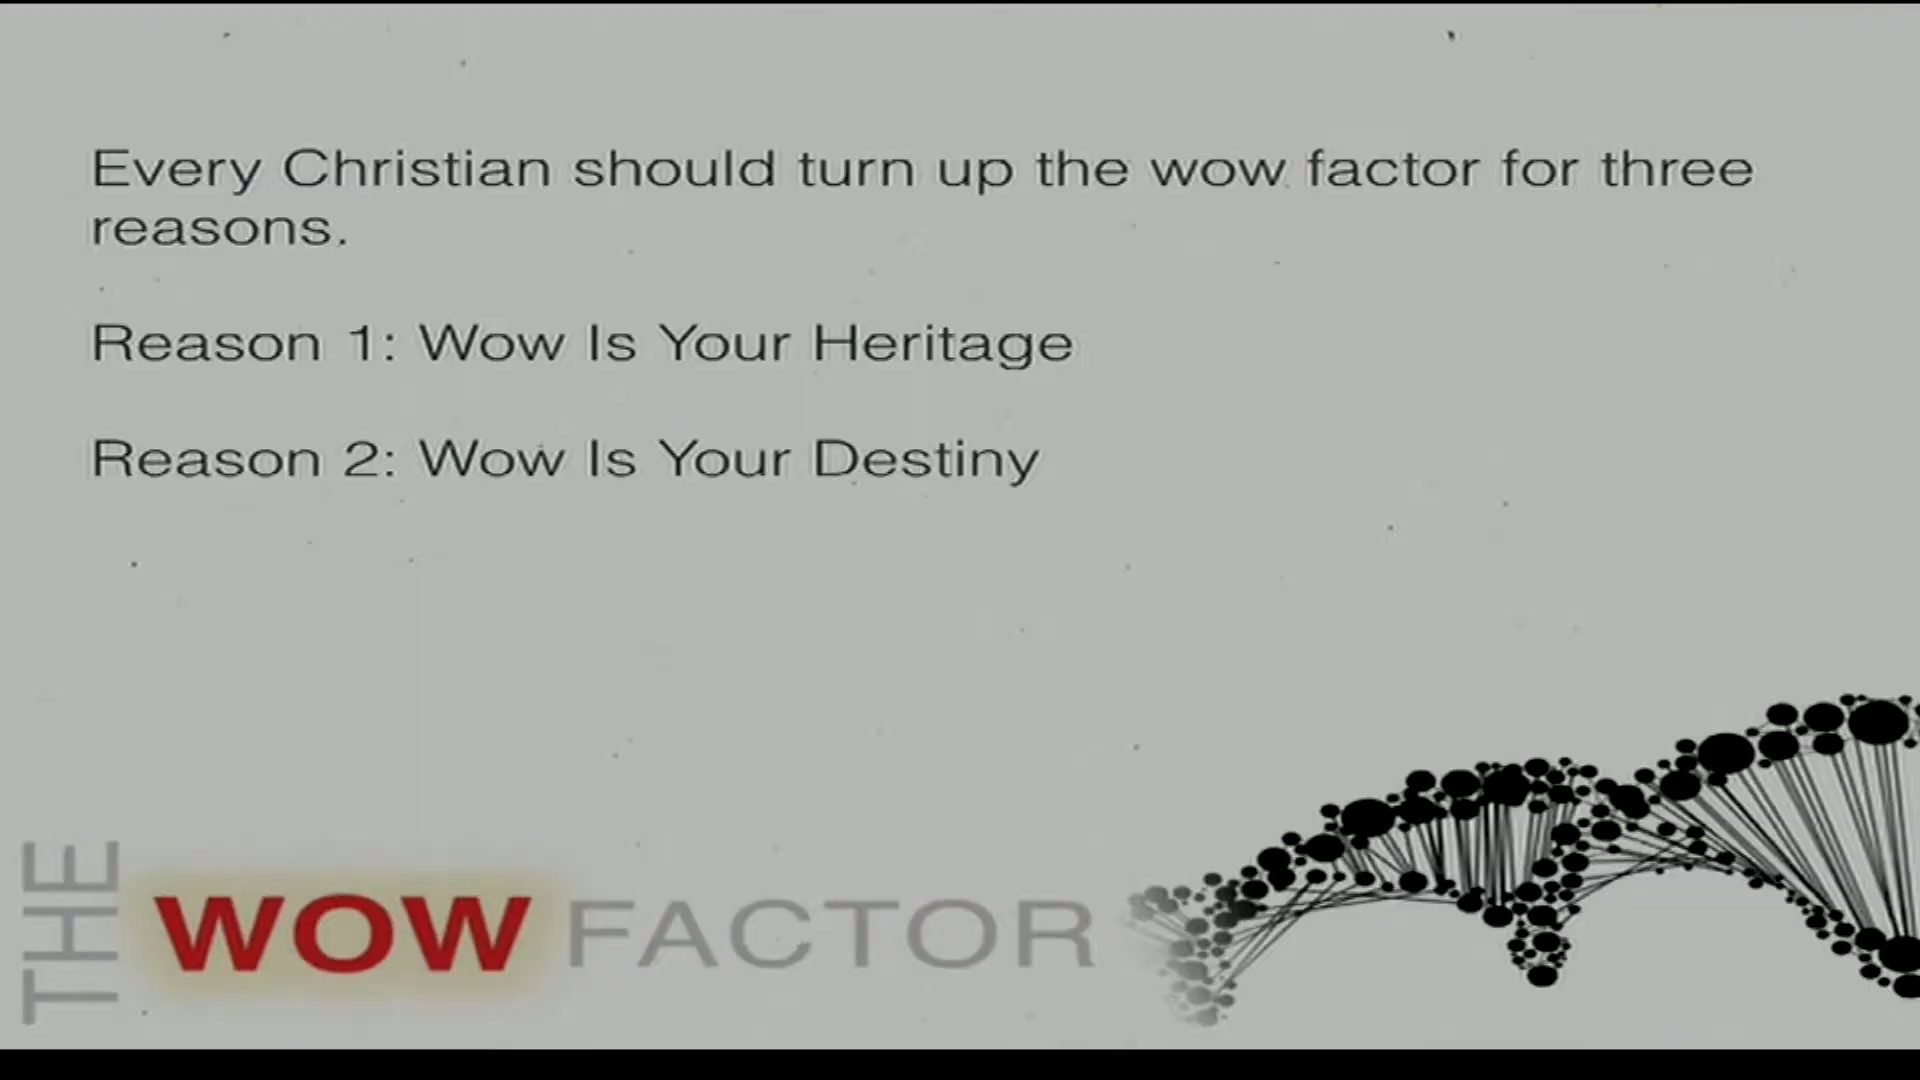 Every Christian should turn up the wow factor for three
reasons.
Reason 1: Wow Is Your Heritage
Reason 2: Wow Is Your Destiny
THE WOW FACTOR